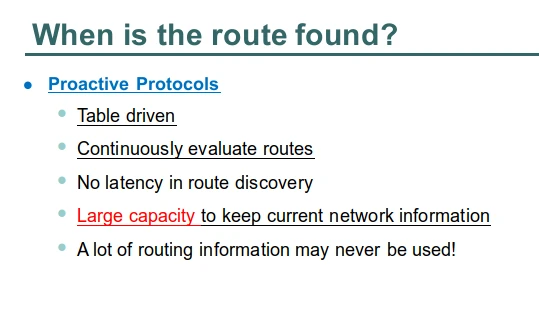 When is the route found?
Proactive Protocols
Table driven
Continuously evaluate routes
No latency in route discovery
Large capacity to keep current network information
A lot of routing information may never be used!